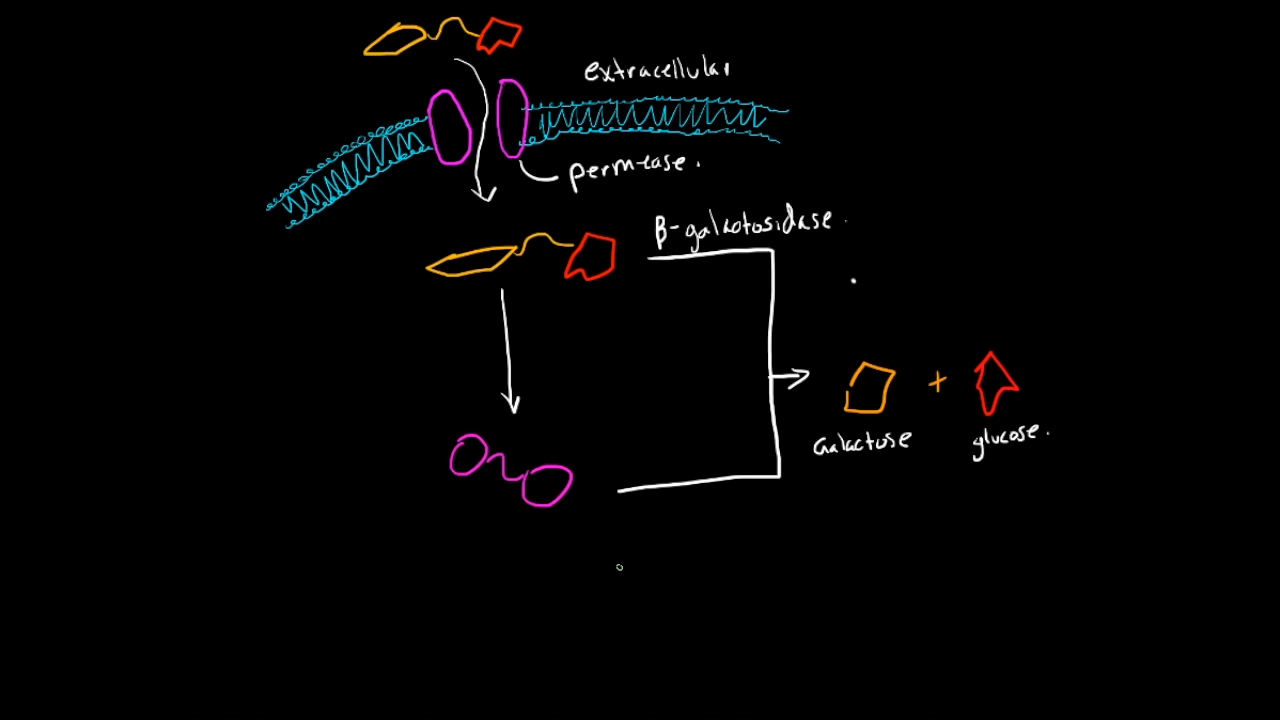 extracellular
permease.
β-galactosidase.
+
Galactose
glucose.